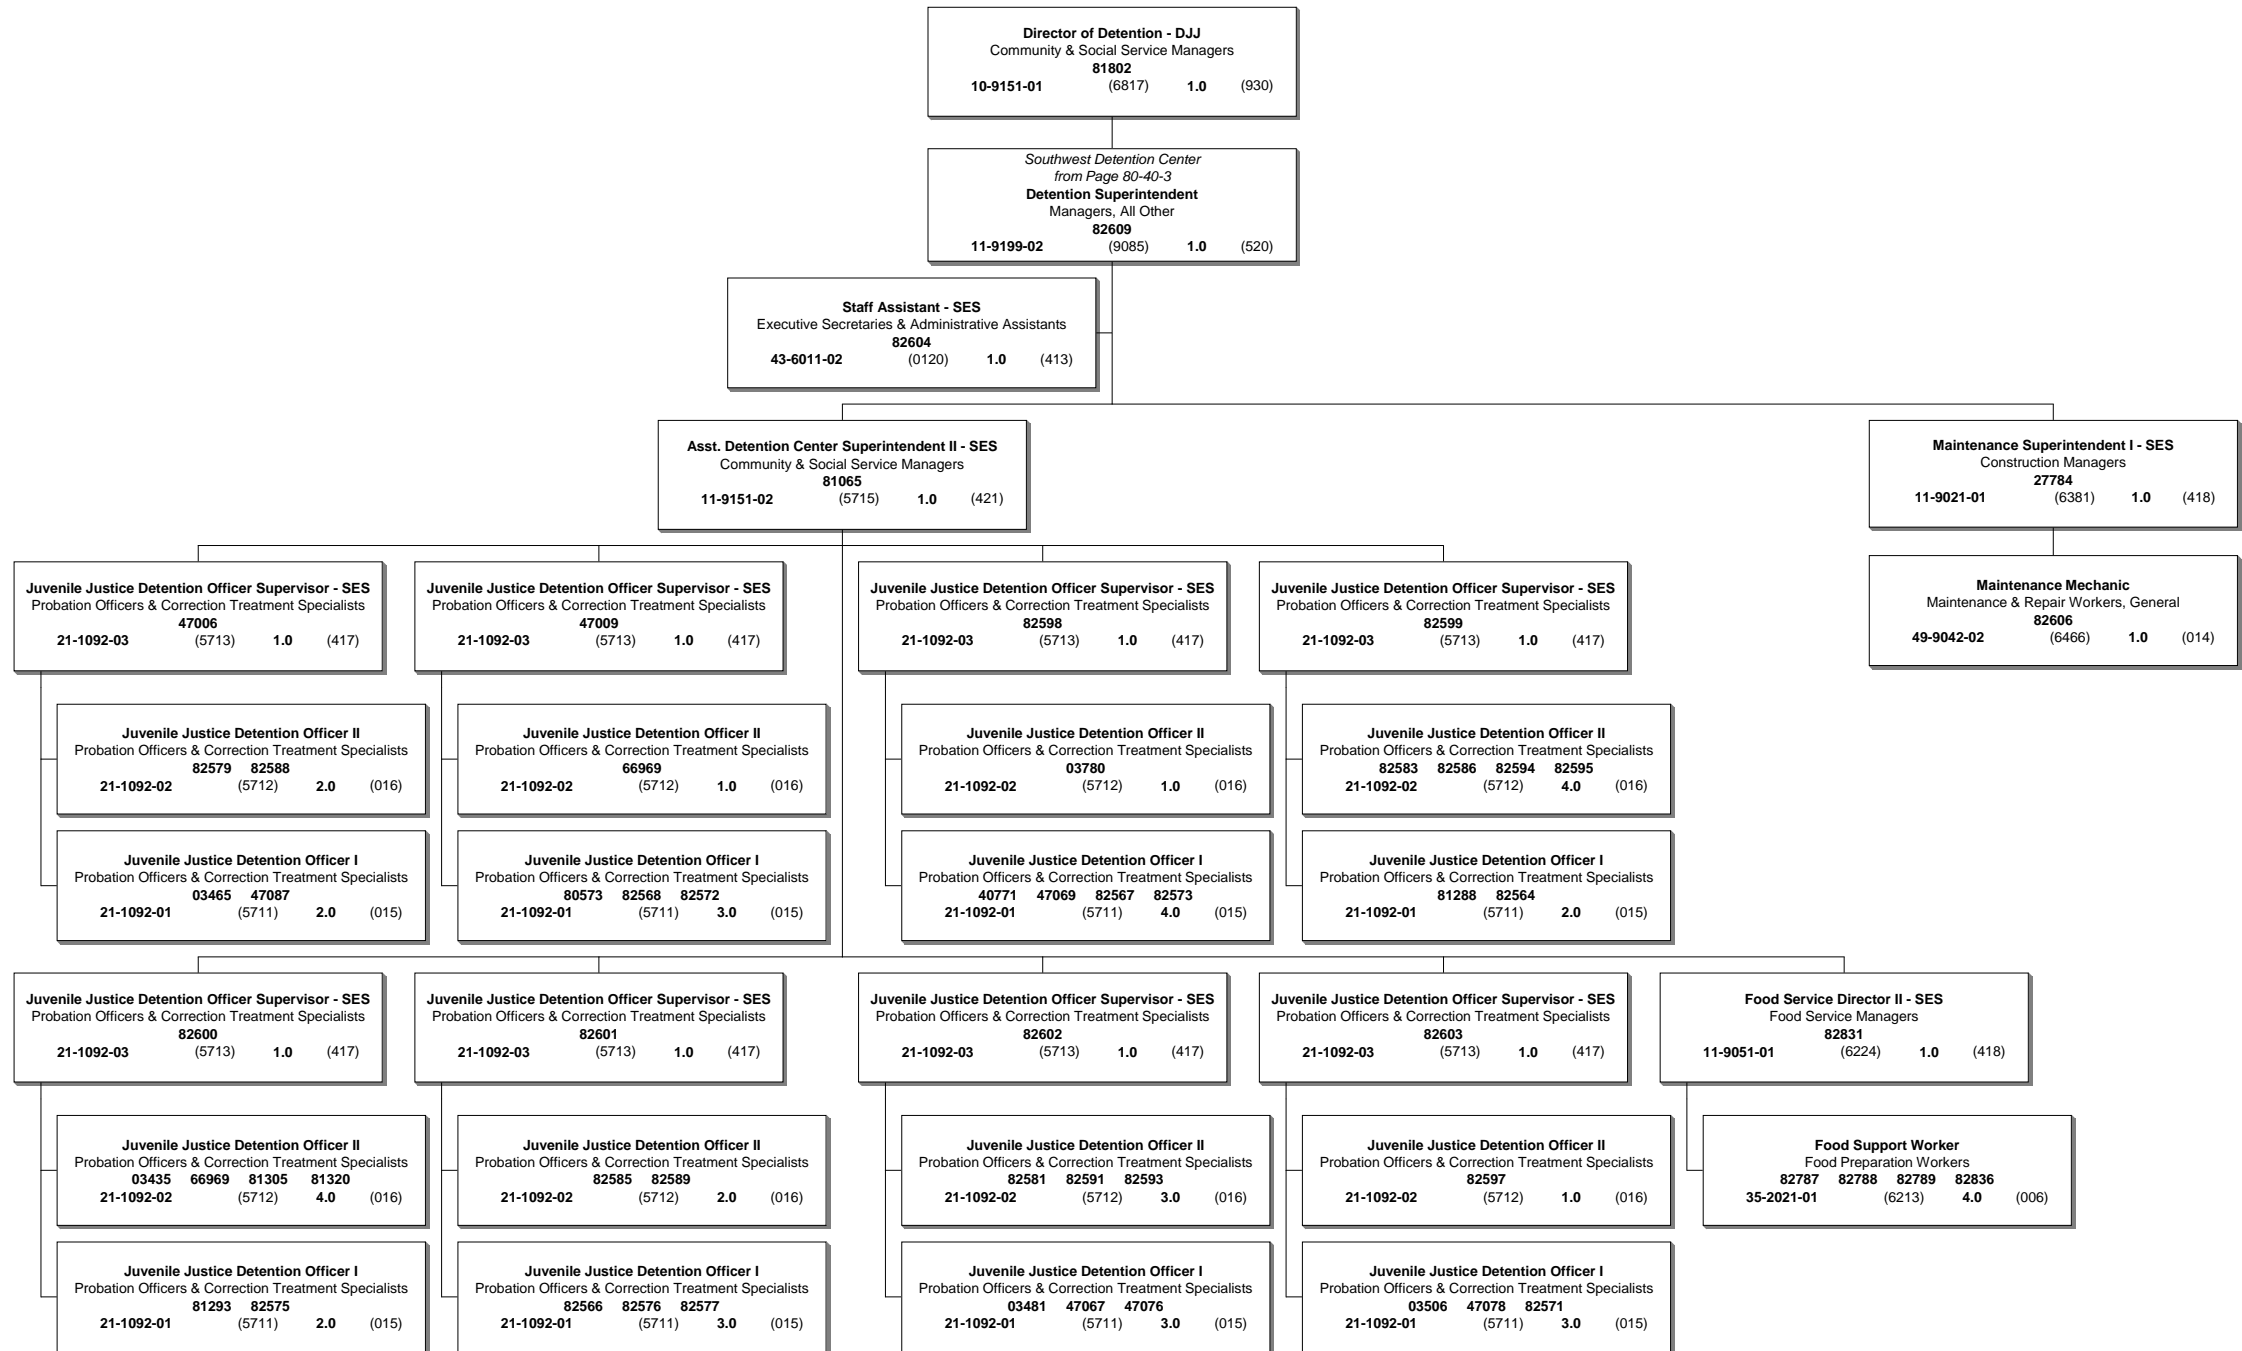 Director of Detention - DJJ
Community & Social Service Managers
81802
10-9151-01 (6817) 1.0 (930)
Southwest Detention Center
from Page 80-40-3
Detention Superintendent
Managers, All Other
82609
11-9199-02 (9085) 1.0 (520)
Staff Assistant - SES
Executive Secretaries & Administrative Assistants
82604
43-6011-02 (0120) 1.0 (413)
Asst. Detention Center Superintendent II - SES
Community & Social Service Managers
81065
11-9151-02 (5715) 1.0 (421)
Maintenance Superintendent I - SES
Construction Managers
27784
11-9021-01 (6381) 1.0 (418)
Juvenile Justice Detention Officer Supervisor - SES
Probation Officers & Correction Treatment Specialists
47006
21-1092-03 (5713) 1.0 (417)
Juvenile Justice Detention Officer Supervisor - SES
Probation Officers & Correction Treatment Specialists
47009
21-1092-03 (5713) 1.0 (417)
Juvenile Justice Detention Officer Supervisor - SES
Probation Officers & Correction Treatment Specialists
82598
21-1092-03 (5713) 1.0 (417)
Juvenile Justice Detention Officer Supervisor - SES
Probation Officers & Correction Treatment Specialists
82599
21-1092-03 (5713) 1.0 (417)
Maintenance Mechanic
Maintenance & Repair Workers, General
82606
49-9042-02 (6466) 1.0 (014)
Juvenile Justice Detention Officer II
Probation Officers & Correction Treatment Specialists
82579 82588
21-1092-02 (5712) 2.0 (016)
Juvenile Justice Detention Officer II
Probation Officers & Correction Treatment Specialists
66969
21-1092-02 (5712) 1.0 (016)
Juvenile Justice Detention Officer II
Probation Officers & Correction Treatment Specialists
03780
21-1092-02 (5712) 1.0 (016)
Juvenile Justice Detention Officer II
Probation Officers & Correction Treatment Specialists
82583 82586 82594 82595
21-1092-02 (5712) 4.0 (016)
Juvenile Justice Detention Officer I
Probation Officers & Correction Treatment Specialists
03465 47087
21-1092-01 (5711) 2.0 (015)
Juvenile Justice Detention Officer I
Probation Officers & Correction Treatment Specialists
80573 82568 82572
21-1092-01 (5711) 3.0 (015)
Juvenile Justice Detention Officer I
Probation Officers & Correction Treatment Specialists
40771 47069 82567 82573
21-1092-01 (5711) 4.0 (015)
Juvenile Justice Detention Officer I
Probation Officers & Correction Treatment Specialists
81288 82564
21-1092-01 (5711) 2.0 (015)
Juvenile Justice Detention Officer Supervisor - SES
Probation Officers & Correction Treatment Specialists
82600
21-1092-03 (5713) 1.0 (417)
Juvenile Justice Detention Officer Supervisor - SES
Probation Officers & Correction Treatment Specialists
82601
21-1092-03 (5713) 1.0 (417)
Juvenile Justice Detention Officer Supervisor - SES
Probation Officers & Correction Treatment Specialists
82602
21-1092-03 (5713) 1.0 (417)
Juvenile Justice Detention Officer Supervisor - SES
Probation Officers & Correction Treatment Specialists
82603
21-1092-03 (5713) 1.0 (417)
Food Service Director II - SES
Food Service Managers
82831
11-9051-01 (6224) 1.0 (418)
Juvenile Justice Detention Officer II
Probation Officers & Correction Treatment Specialists
03435 66969 81305 81320
21-1092-02 (5712) 4.0 (016)
Juvenile Justice Detention Officer II
Probation Officers & Correction Treatment Specialists
82585 82589
21-1092-02 (5712) 2.0 (016)
Juvenile Justice Detention Officer II
Probation Officers & Correction Treatment Specialists
82581 82591 82593
21-1092-02 (5712) 3.0 (016)
Juvenile Justice Detention Officer II
Probation Officers & Correction Treatment Specialists
82597
21-1092-02 (5712) 1.0 (016)
Food Support Worker
Food Preparation Workers
82787 82788 82789 82836
35-2021-01 (6213) 4.0 (006)
Juvenile Justice Detention Officer I
Probation Officers & Correction Treatment Specialists
81293 82575
21-1092-01 (5711) 2.0 (015)
Juvenile Justice Detention Officer I
Probation Officers & Correction Treatment Specialists
82566 82576 82577
21-1092-01 (5711) 3.0 (015)
Juvenile Justice Detention Officer I
Probation Officers & Correction Treatment Specialists
03481 47067 47076
21-1092-01 (5711) 3.0 (015)
Juvenile Justice Detention Officer I
Probation Officers & Correction Treatment Specialists
03506 47078 82571
21-1092-01 (5711) 3.0 (015)